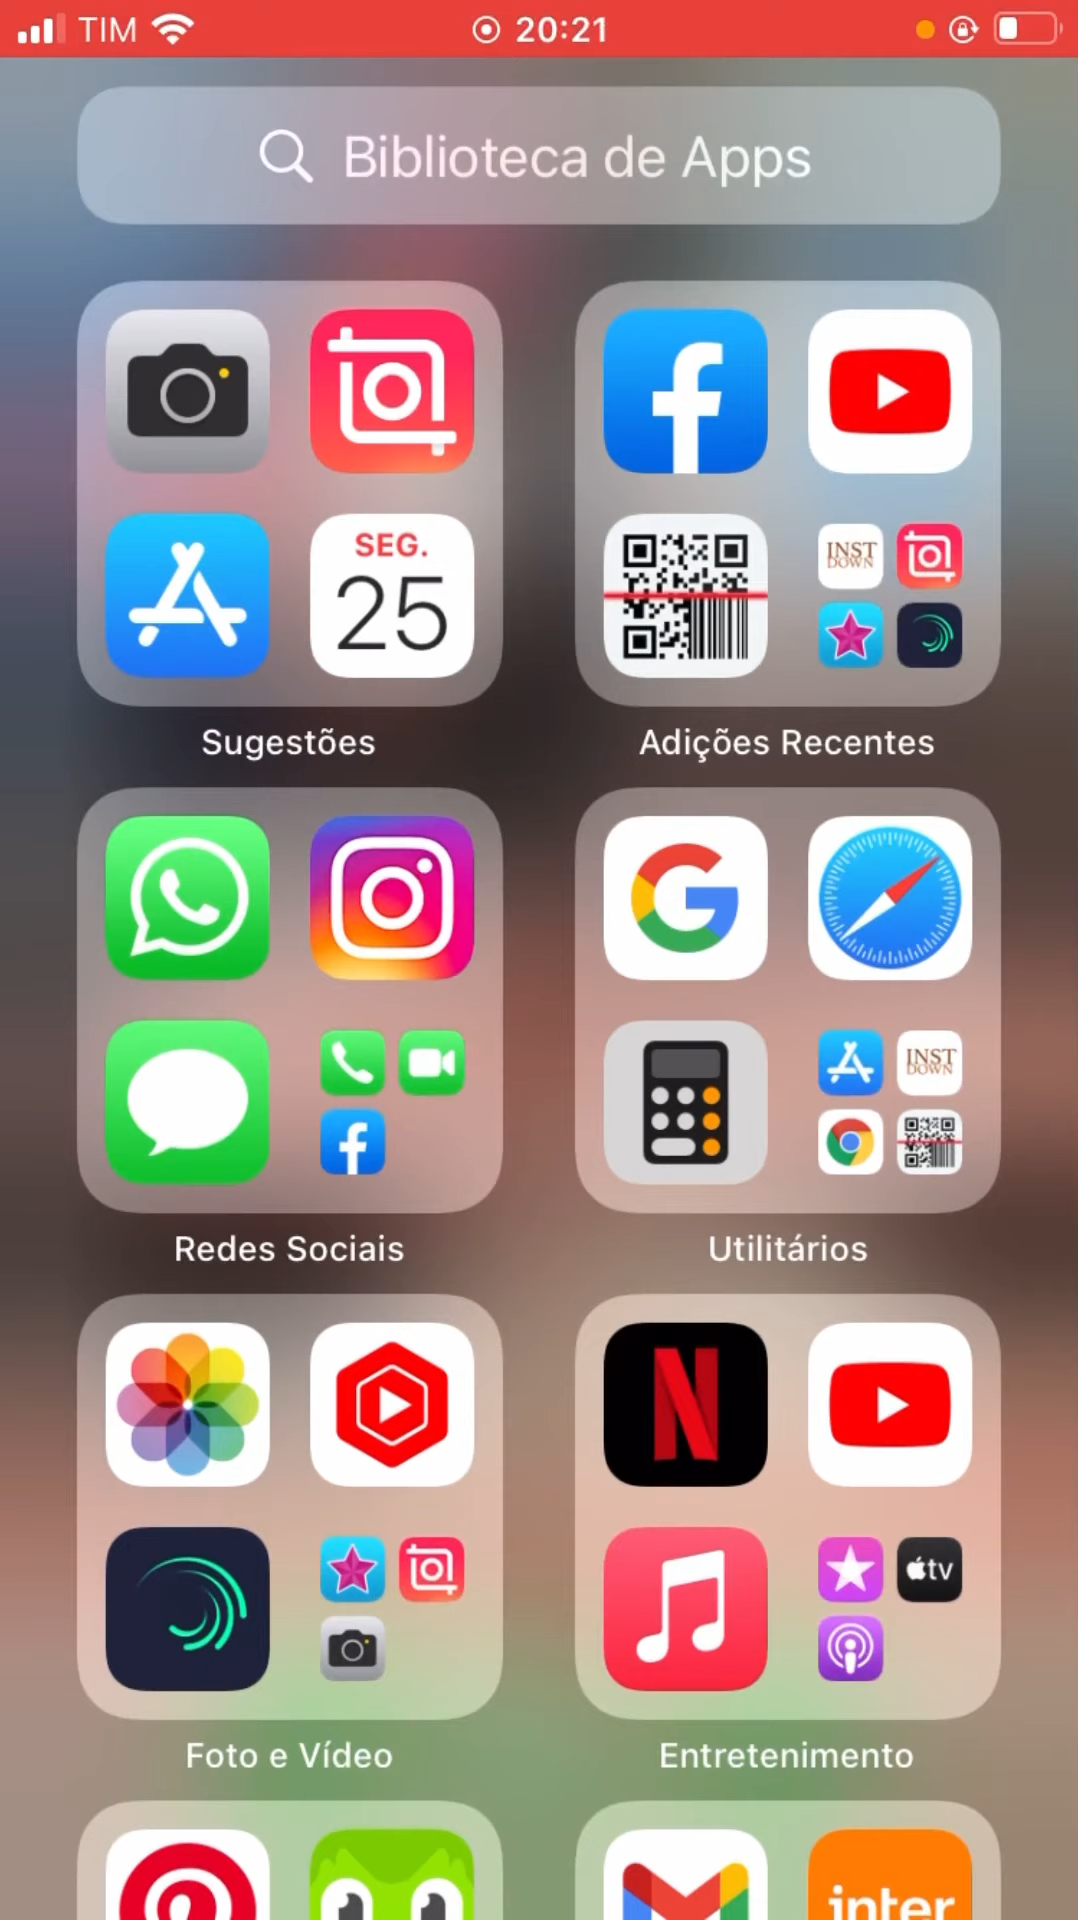 TIM 20:21
Biblioteca de Apps
SEG.
25
INST
DOWN
Sugestões
Adições Recentes
INST
DOWN
Redes Sociais
Utilitários
tv
Foto e Vídeo
Entretenimento
inter